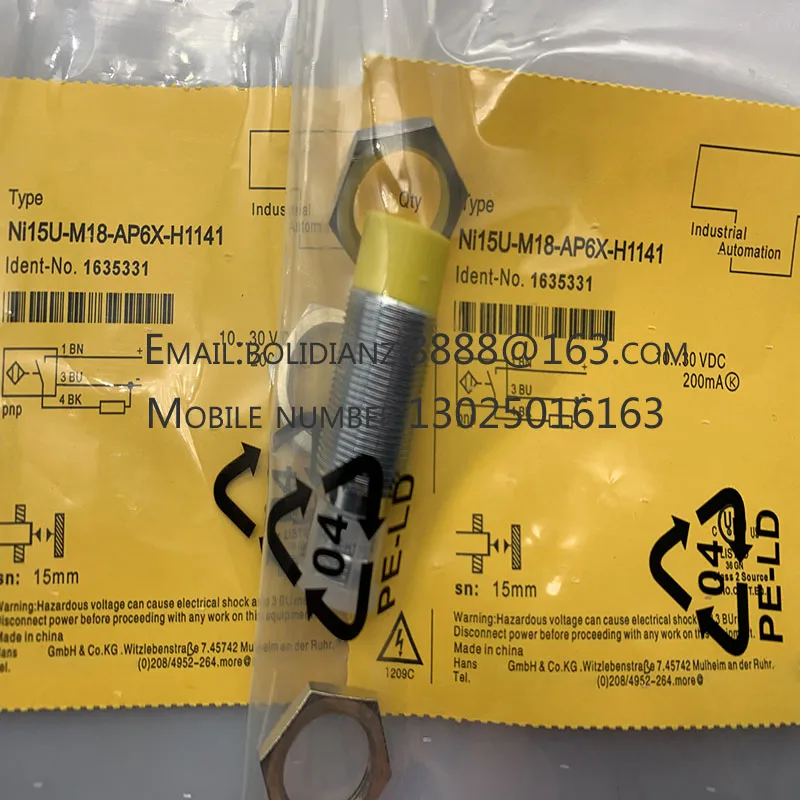 Type
Ni15U-M18-AP6X-H1141
Ident-No. 1635331
Industrial
10...30 V
1 BN
3 BU
4 BK
pnp
sn: 15mm
Warning:Hazardous voltage can cause electrical shock and
Disconnect power before proceeding with any work on this equipment.
Made in china
Hans GmbH & Co.KG .Witzlebenstraße 7.45742 Mulheim an der Ruhr.
Tel. (0)208/4952-264.more@
Qty
Type
Ni15U-M18-AP6X-H1141
Ident-No. 1635331
Industrial
Automation
10...30 VDC
200mA
BN
3 BU
sn: 15mm
04
PE-LD
04
PE-LD
1209C
Warning:Hazardous voltage can cause electrical shock
Disconnect power before proceeding with any work on this
Made in china
Hans GmbH & Co.KG .Witzlebenstraße 7.45742 Mulheim an der Ruhr.
Tel. (0)208/4952-264.more@
Mobile number 13025016163